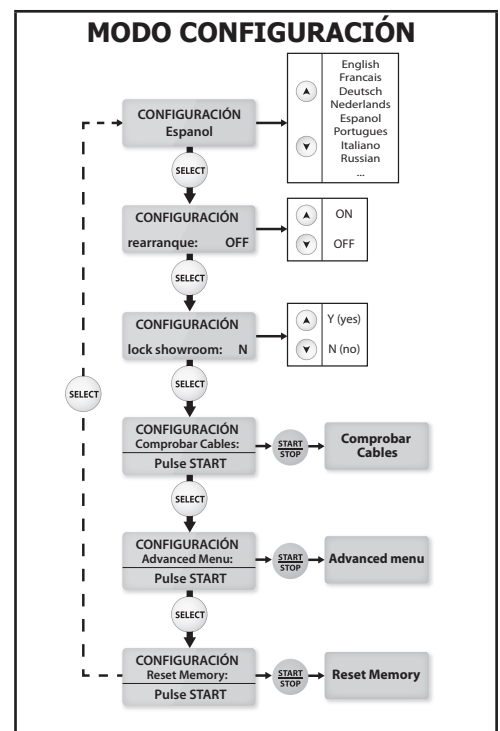 MODO CONFIGURACIÓN
CONFIGURACIÓN
Espanol
English
Francais
Deutsch
Nederlands
Espanol
Portugues
Italiano
Russian
...
SELECT
CONFIGURACIÓN
rearranque: OFF
ON
OFF
SELECT
CONFIGURACIÓN
lock showroom: N
Y (yes)
N (no)
SELECT
SELECT
CONFIGURACIÓN
Comprobar Cables:
Pulse START
START
STOP
Comprobar
Cables
SELECT
CONFIGURACIÓN
Advanced Menu:
Pulse START
START
STOP
Advanced menu
SELECT
CONFIGURACIÓN
Reset Memory:
Pulse START
START
STOP
Reset Memory